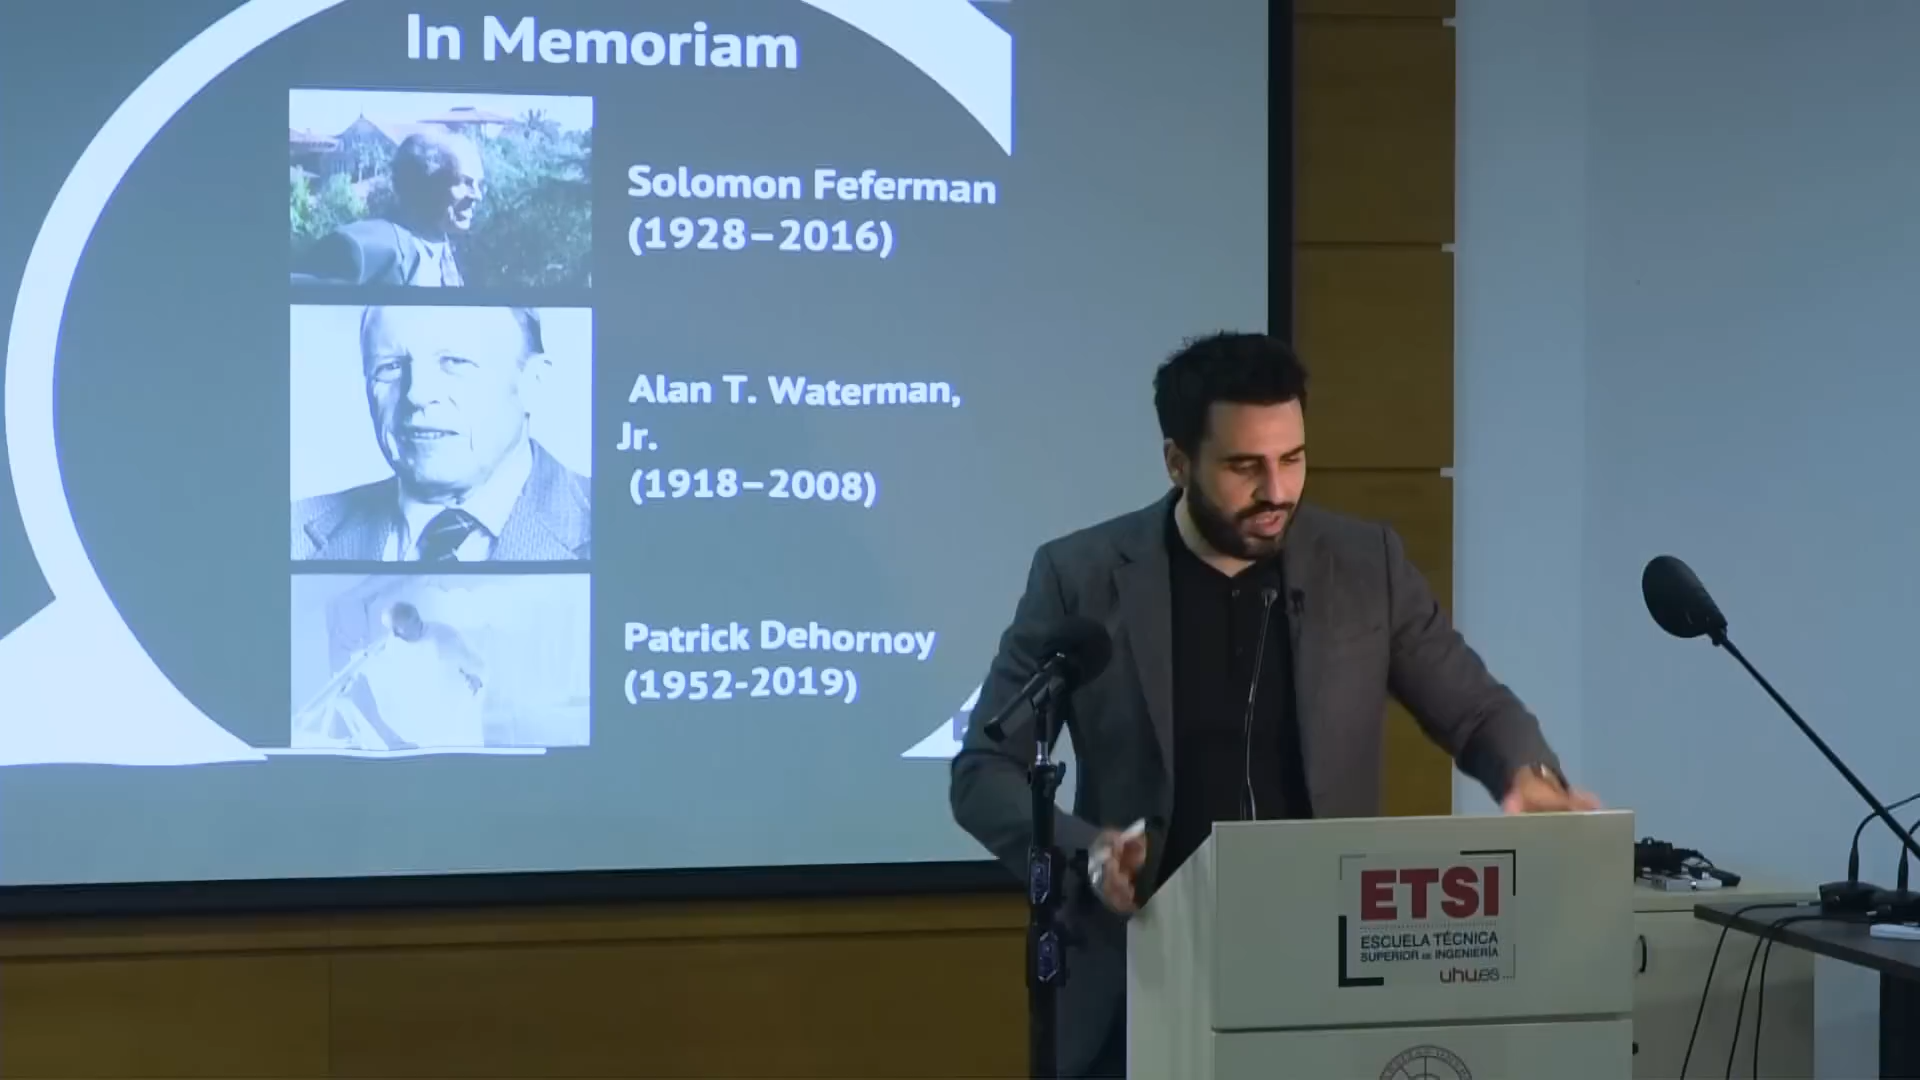 In Memoriam
Solomon Feferman
(1928–2016)
Alan T. Waterman,
Jr.
(1918–2008)
Patrick Dehornoy
(1952-2019)
ETSI
ESCUELA TÉCNICA
SUPERIOR DE INGENIERÍA
uhu.es